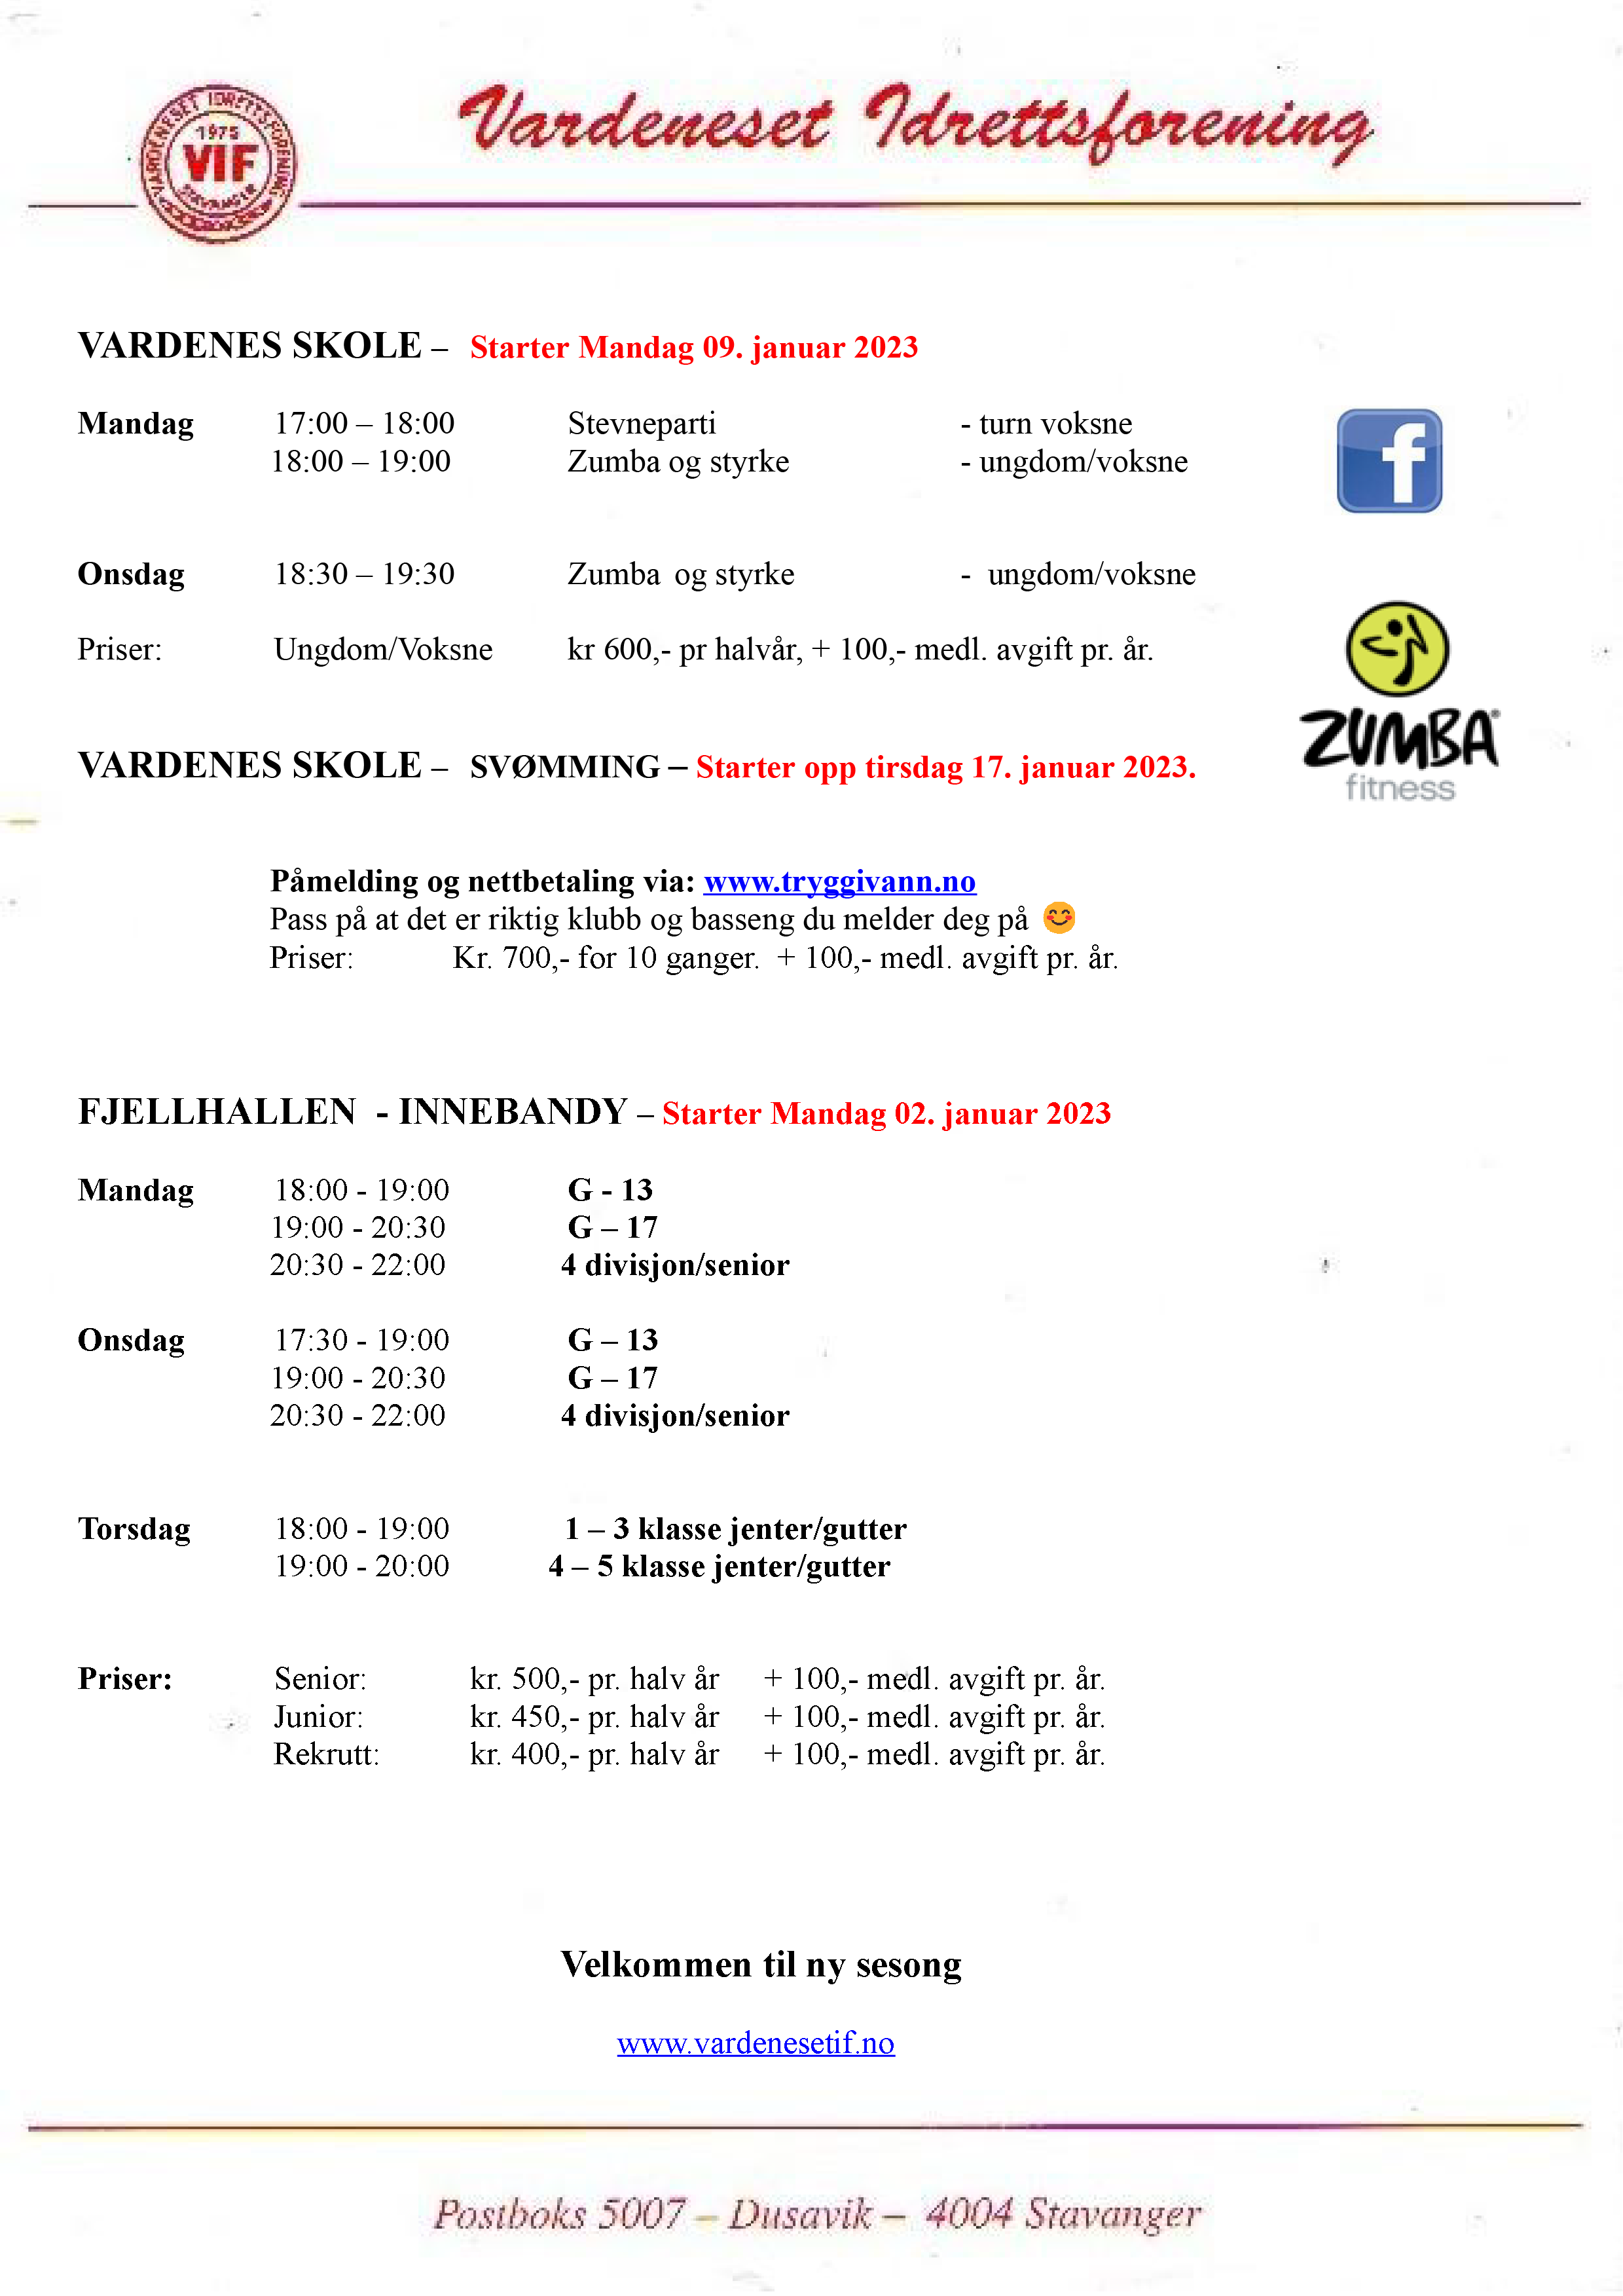 VARDENESET IDRETTSFORENING
1975
VIF
STAVANGER
Vardeneset Idrettsforening
VARDENES SKOLE – Starter Mandag 09. januar 2023
Mandag 17:00 – 18:00 Stevneparti - turn voksne
18:00 – 19:00 Zumba og styrke - ungdom/voksne
f
Onsdag 18:30 – 19:30 Zumba og styrke - ungdom/voksne
Priser: Ungdom/Voksne kr 600,- pr halvår, + 100,- medl. avgift pr. år.
ZUMBA®
fitness
VARDENES SKOLE – SVØMMING – Starter opp tirsdag 17. januar 2023.
Påmelding og nettbetaling via: www.tryggivann.no
Pass på at det er riktig klubb og basseng du melder deg på 😊
Priser: Kr. 700,- for 10 ganger. + 100,- medl. avgift pr. år.
FJELLHALLEN - INNEBANDY – Starter Mandag 02. januar 2023
Mandag 18:00 - 19:00 G - 13
19:00 - 20:30 G – 17
20:30 - 22:00 4 divisjon/senior
Onsdag 17:30 - 19:00 G – 13
19:00 - 20:30 G – 17
20:30 - 22:00 4 divisjon/senior
Torsdag 18:00 - 19:00 1 – 3 klasse jenter/gutter
19:00 - 20:00 4 – 5 klasse jenter/gutter
Priser: Senior: kr. 500,- pr. halv år + 100,- medl. avgift pr. år.
Junior: kr. 450,- pr. halv år + 100,- medl. avgift pr. år.
Rekrutt: kr. 400,- pr. halv år + 100,- medl. avgift pr. år.
Velkommen til ny sesong
www.vardenesetif.no
Postboks 5007 – Dusavik – 4004 Stavanger